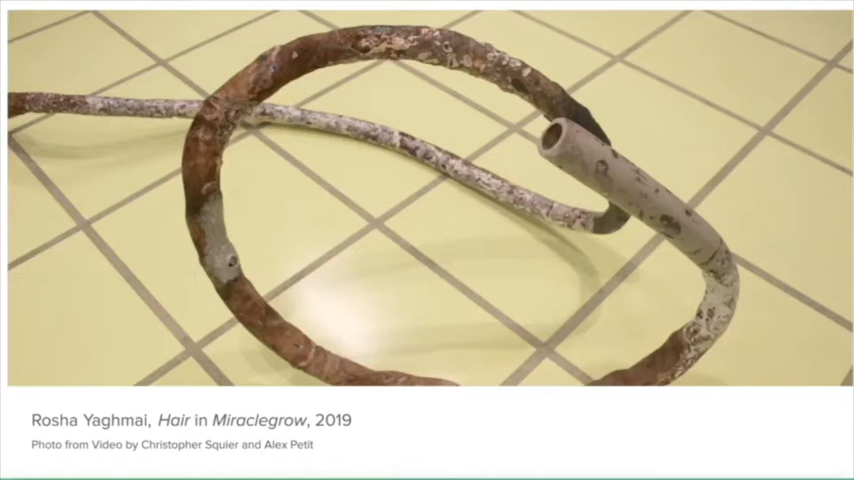 Rosha Yaghmai, Hair in Miraclegrow, 2019
Photo from Video by Christopher Squier and Alex Petit